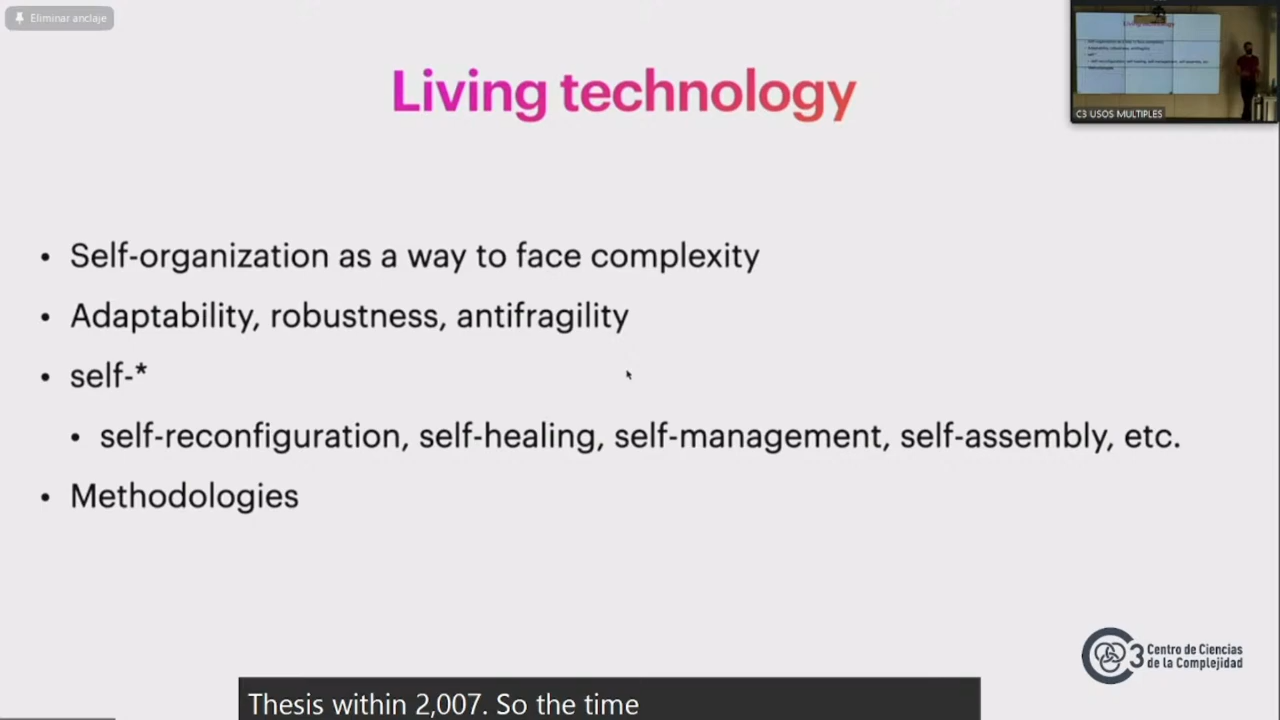 Eliminar anclaje
Living technology
C3 USOS MULTIPLES
• Self-organization as a way to face complexity
• Adaptability, robustness, antifragility
• self-*
• self-reconfiguration, self-healing, self-management, self-assembly, etc.
• Methodologies
3 Centro de Ciencias
de la Complejidad
Thesis within 2,007. So the time